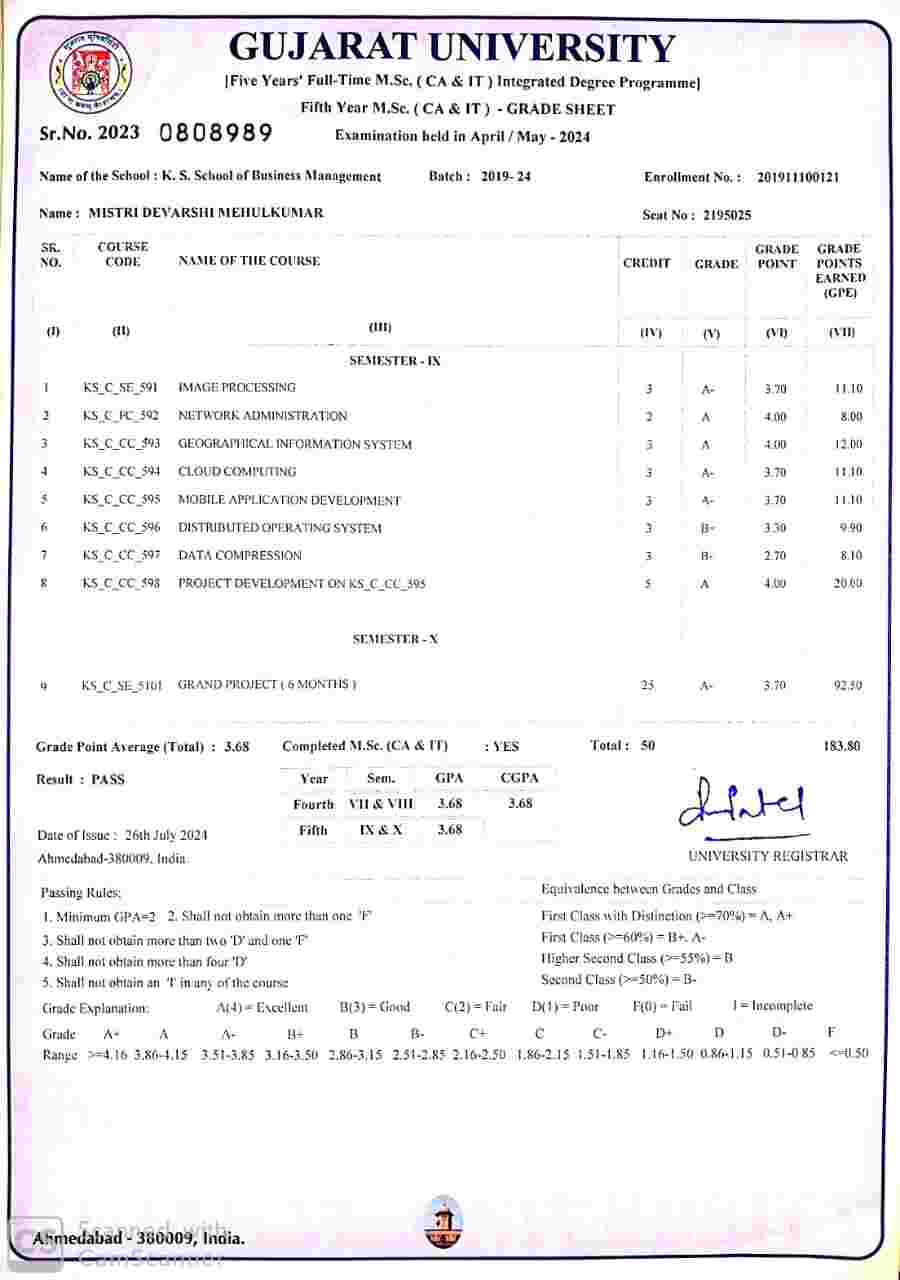 GUJARAT UNIVERSITY
[Five Years' Full-Time M.Sc. ( CA & IT ) Integrated Degree Programme]
Fifth Year M.Sc. ( CA & IT ) - GRADE SHEET
Sr.No. 2023 0808989 Examination held in April / May - 2024
Name of the School : K. S. School of Business Management Batch : 2019- 24 Enrollment No. : 201911100121
Name : MISTRI DEVARSHI MEHULKUMAR Seat No : 2195025
SR. NO. COURSE CODE NAME OF THE COURSE CREDIT GRADE GRADE POINT GRADE POINTS EARNED (GPE)
(I) (II) (III) (IV) (V) (VI) (VII)
SEMESTER - IX
1 KS_C_SE_591 IMAGE PROCESSING 3 A- 3.70 11.10
2 KS_C_FC_592 NETWORK ADMINISTRATION 2 A 4.00 8.00
3 KS_C_CC_593 GEOGRAPHICAL INFORMATION SYSTEM 3 A 4.00 12.00
4 KS_C_CC_594 CLOUD COMPUTING 3 A- 3.70 11.10
5 KS_C_CC_595 MOBILE APPLICATION DEVELOPMENT 3 A- 3.70 11.10
6 KS_C_CC_596 DISTRIBUTED OPERATING SYSTEM 3 B+ 3.30 9.90
7 KS_C_CC_597 DATA COMPRESSION 3 B- 2.70 8.10
8 KS_C_CC_598 PROJECT DEVELOPMENT ON KS_C_CC_595 5 A 4.00 20.00
SEMESTER - X
9 KS_C_SE_5101 GRAND PROJECT ( 6 MONTHS ) 25 A- 3.70 92.50
Grade Point Average (Total) : 3.68 Completed M.Sc. (CA & IT) : YES Total : 50 183.80
Result : PASS
Year Sem. GPA CGPA
Fourth VII & VIII 3.68 3.68
Fifth IX & X 3.68
Date of Issue : 26th July 2024
Ahmedabad-380009, India.
UNIVERSITY REGISTRAR
Passing Rules;
1. Minimum GPA=2 2. Shall not obtain more than one 'F'
3. Shall not obtain more than two 'D' and one 'F'
4. Shall not obtain more than four 'D'
5. Shall not obtain an 'I' in any of the course
Equivalence between Grades and Class
First Class with Distinction (>=70%) = A, A+
First Class (>=60%) = B+, A-
Higher Second Class (>=55%) = B
Second Class (>=50%) = B-
Grade Explanation: A(4) = Excellent B(3) = Good C(2) = Fair D(1) = Poor F(0) = Fail I = Incomplete
Grade A+ A A- B+ B B- C+ C C- D+ D D- F
Range >=4.16 3.86-4.15 3.51-3.85 3.16-3.50 2.86-3.15 2.51-2.85 2.16-2.50 1.86-2.15 1.51-1.85 1.16-1.50 0.86-1.15 0.51-0.85 <=0.50
Ahmedabad - 380009, India.
CS Scanned with CamScanner